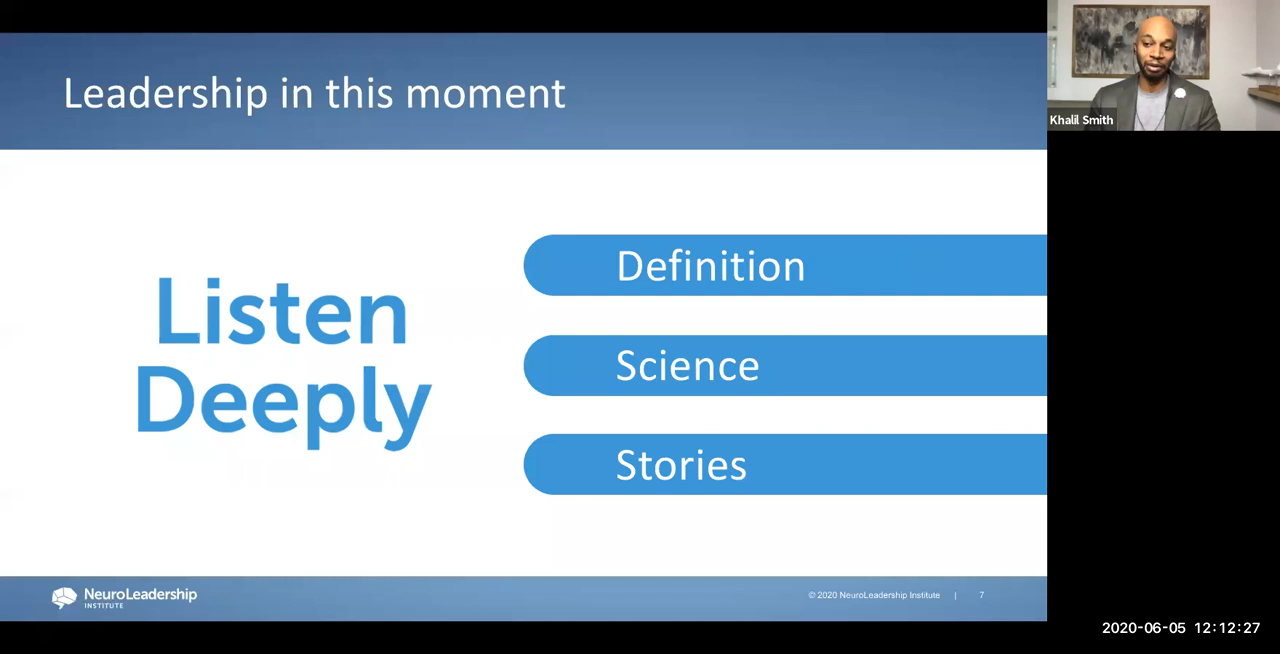 Leadership in this moment
Khalil Smith
Listen
Deeply
Definition
Science
Stories
NeuroLeadership
INSTITUTE
© 2020 NeuroLeadership Institute | 7
2020-06-05 12:12:27